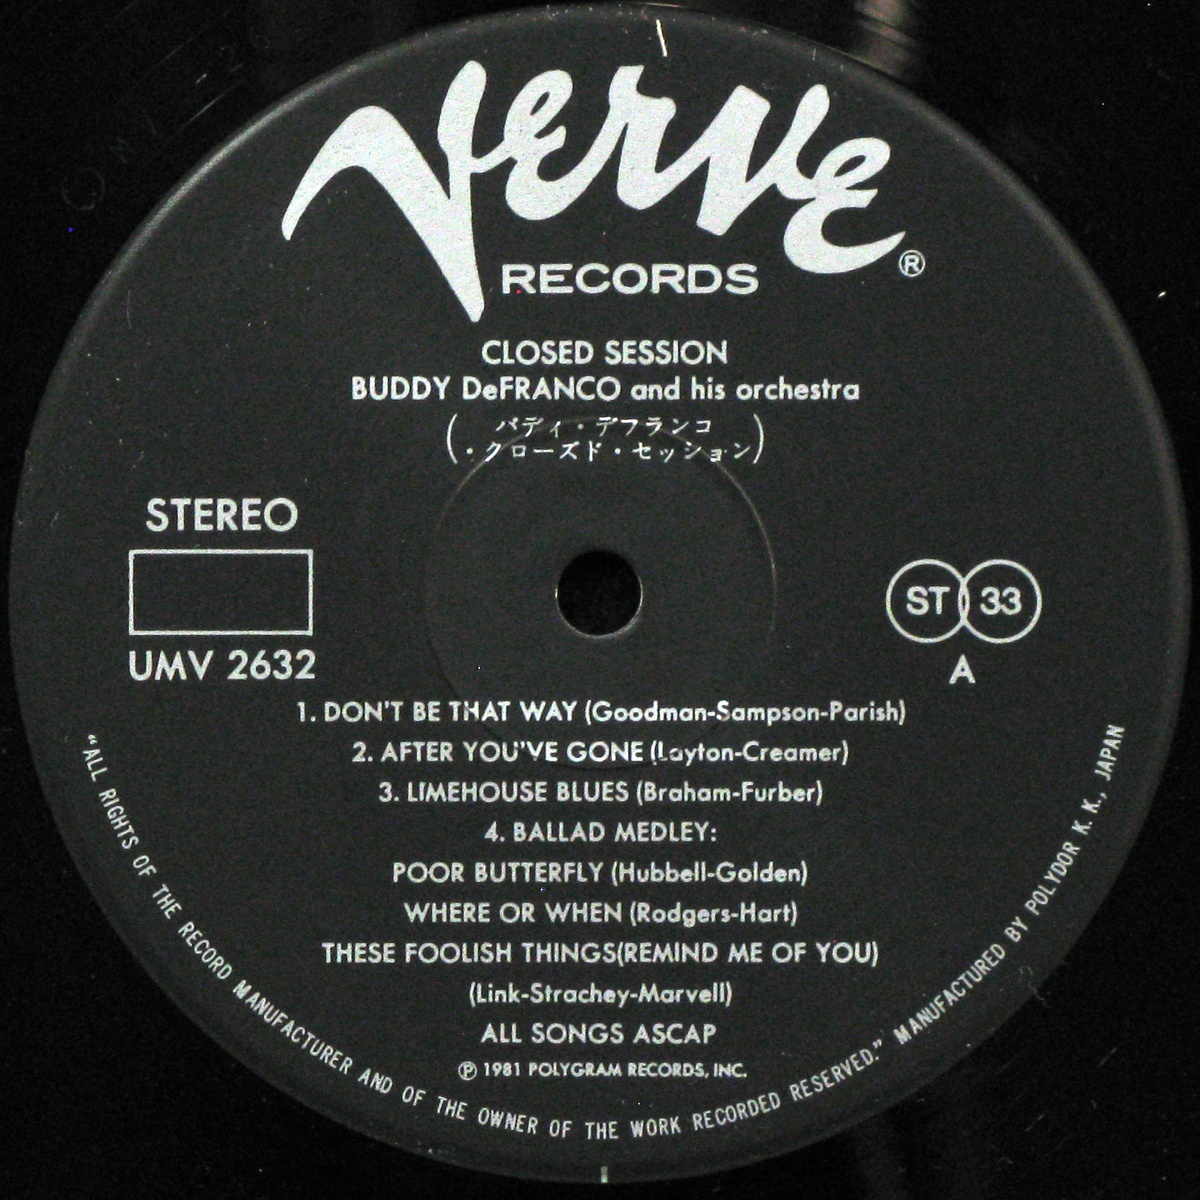 Verve
RECORDS ®
CLOSED SESSION
BUDDY DeFRANCO and his orchestra
(バディ・デフランコ
・クローズド・セッション)
STEREO
UMV 2632
ST 33
A
1. DON'T BE THAT WAY (Goodman-Sampson-Parish)
2. AFTER YOU'VE GONE (Layton-Creamer)
3. LIMEHOUSE BLUES (Braham-Furber)
4. BALLAD MEDLEY:
POOR BUTTERFLY (Hubbell-Golden)
WHERE OR WHEN (Rodgers-Hart)
THESE FOOLISH THINGS(REMIND ME OF YOU)
(Link-Strachey-Marvell)
ALL SONGS ASCAP
℗ 1981 POLYGRAM RECORDS, INC.
"ALL RIGHTS OF THE RECORD MANUFACTURER AND OF THE OWNER OF THE WORK RECORDED RESERVED." MANUFACTURED BY POLYDOR K. K., JAPAN